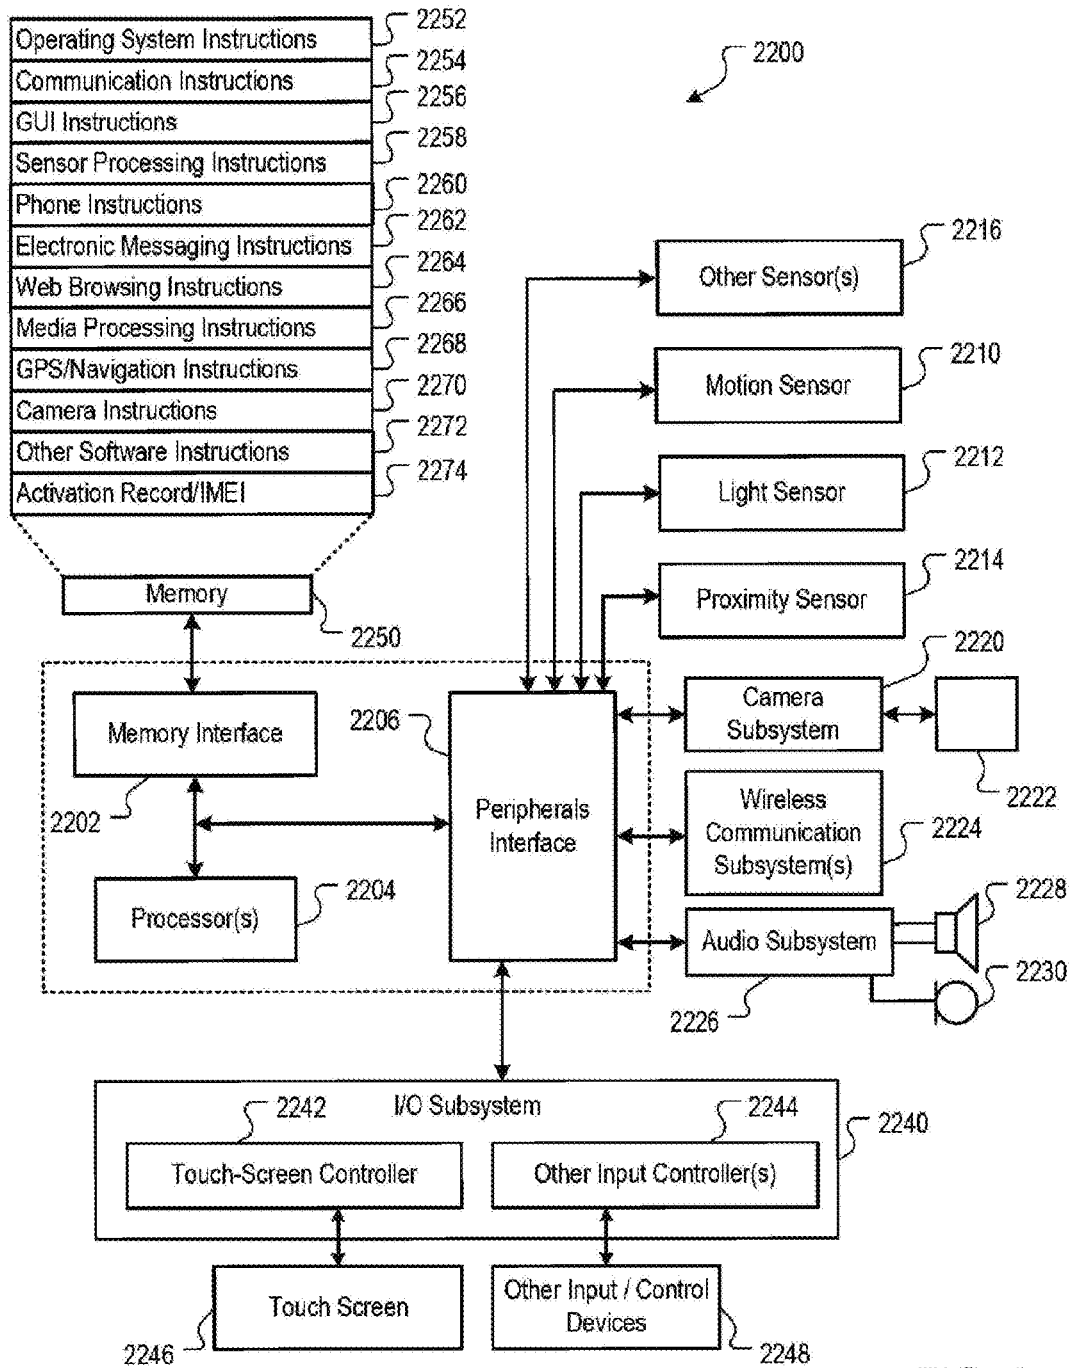 Operating System Instructions
2252
Communication Instructions
2254
GUI Instructions
2256
Sensor Processing Instructions
2258
Phone Instructions
2260
Electronic Messaging Instructions
2262
Web Browsing Instructions
2264
Media Processing Instructions
2266
GPS/Navigation Instructions
2268
Camera Instructions
2270
Other Software Instructions
2272
Activation Record/IMEI
2274
Memory
2250
2200
Other Sensor(s)
2216
Motion Sensor
2210
Light Sensor
2212
Proximity Sensor
2214
Memory Interface
2202
Processor(s)
2204
2206
Peripherals
Interface
Camera
Subsystem
2220
2222
Wireless
Communication
Subsystem(s)
2224
Audio Subsystem
2226
2228
2230
I/O Subsystem
2240
2242
Touch-Screen Controller
2244
Other Input Controller(s)
Touch Screen
2246
Other Input / Control
Devices
2248